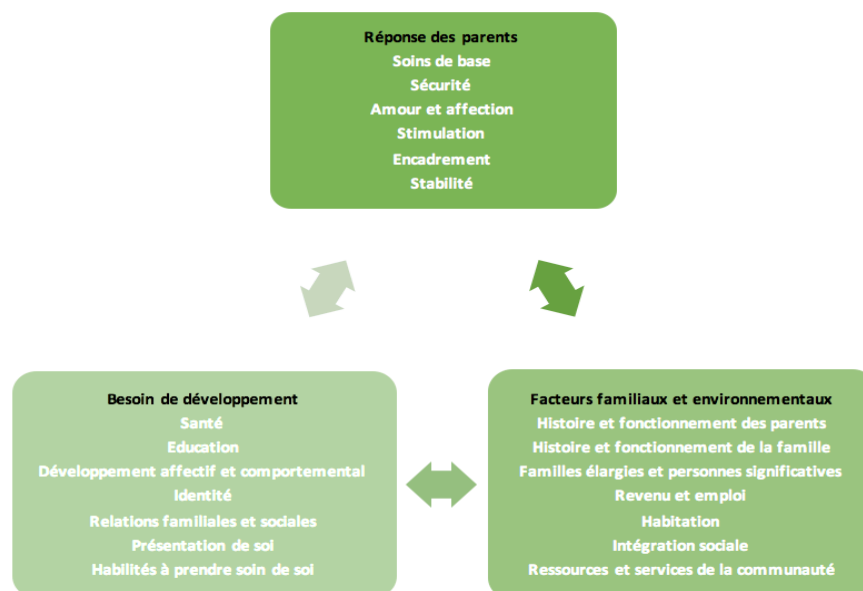 Réponse des parents
Soins de base
Sécurité
Amour et affection
Stimulation
Encadrement
Stabilité
Besoin de développement
Santé
Education
Développement affectif et comportemental
Identité
Relations familiales et sociales
Présentation de soi
Habilités à prendre soin de soi
Facteurs familiaux et environnementaux
Histoire et fonctionnement des parents
Histoire et fonctionnement de la famille
Familles élargies et personnes significatives
Revenu et emploi
Habitation
Intégration sociale
Ressources et services de la communauté